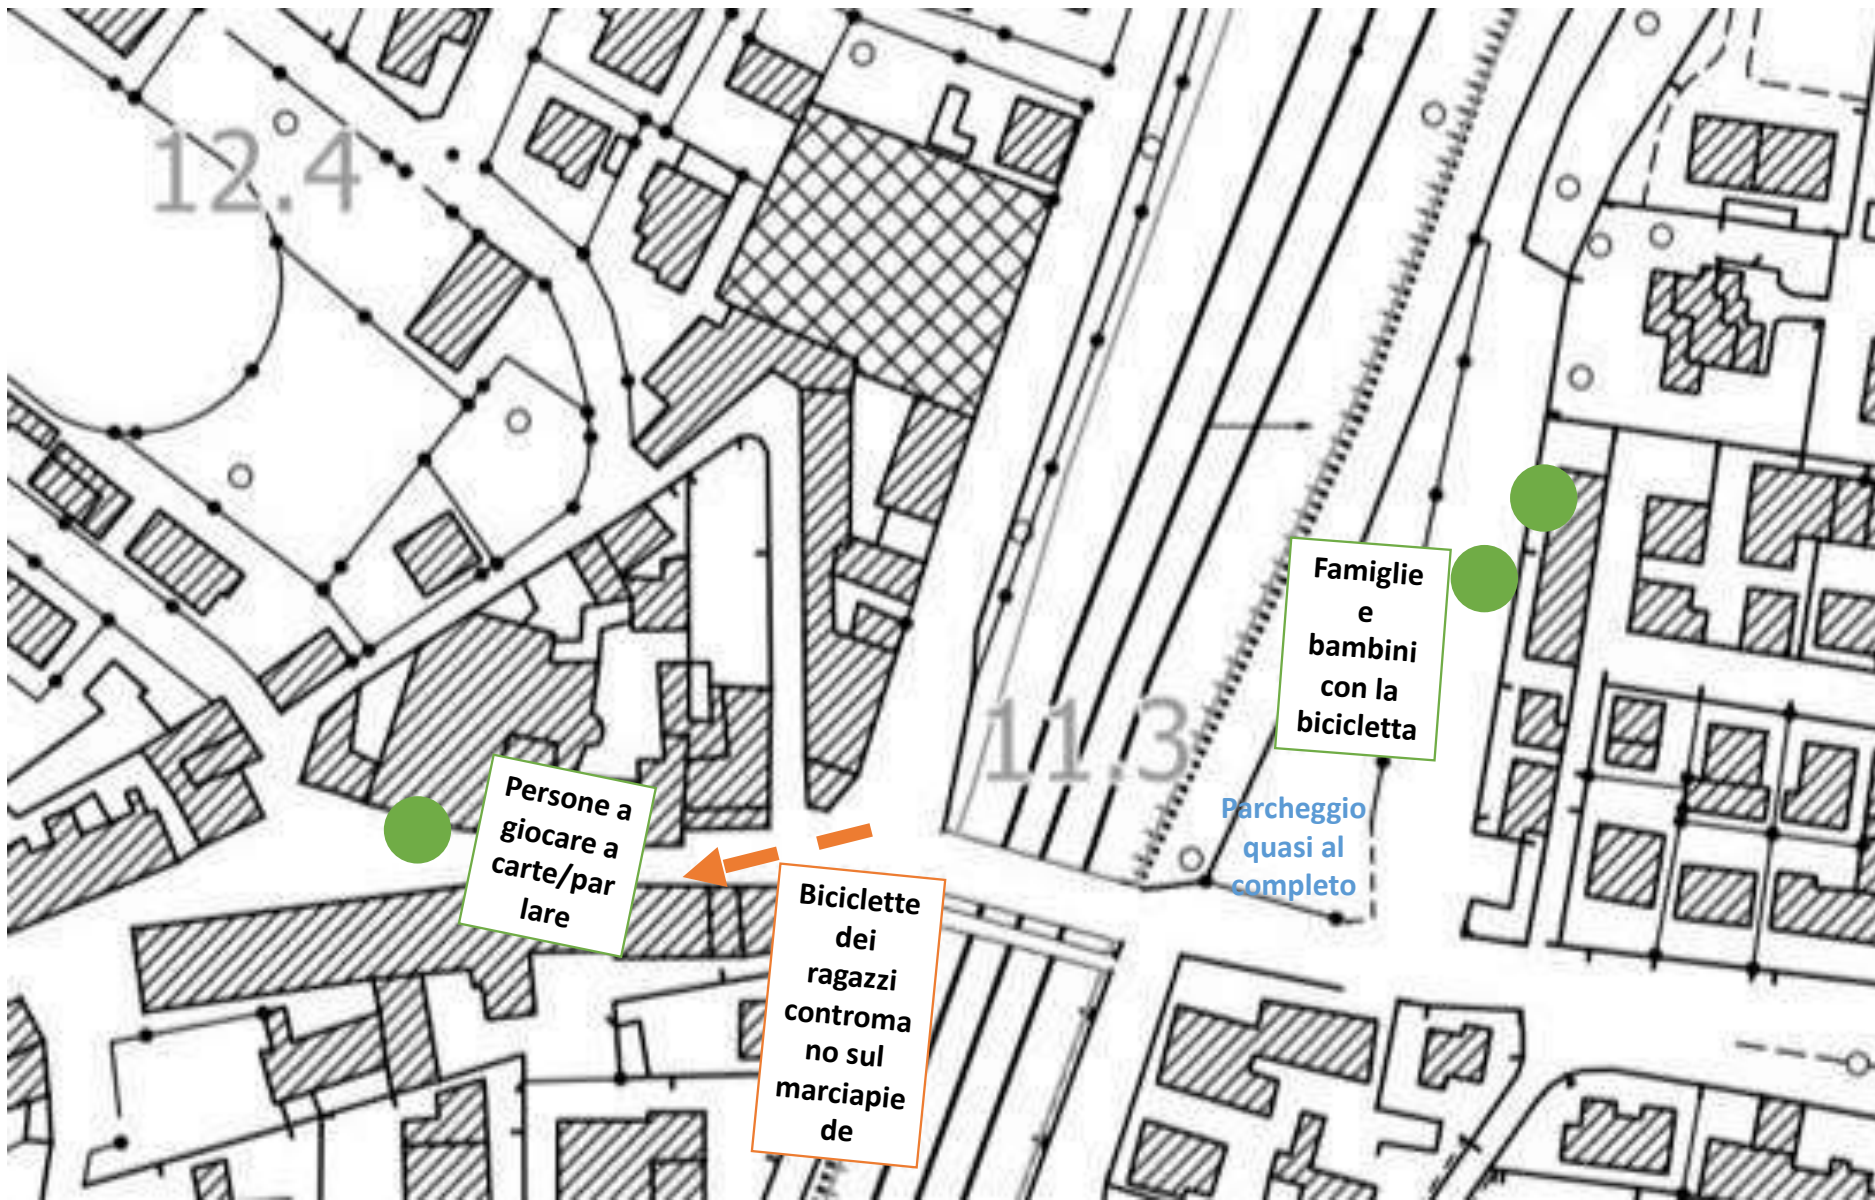 12.4
Famiglie
e
bambini
con la
bicicletta
11.3
Persone a
giocare a
carte/par
lare
Parcheggio
quasi al
completo
Biciclette
dei
ragazzi
controma
no sul
marciapie
de